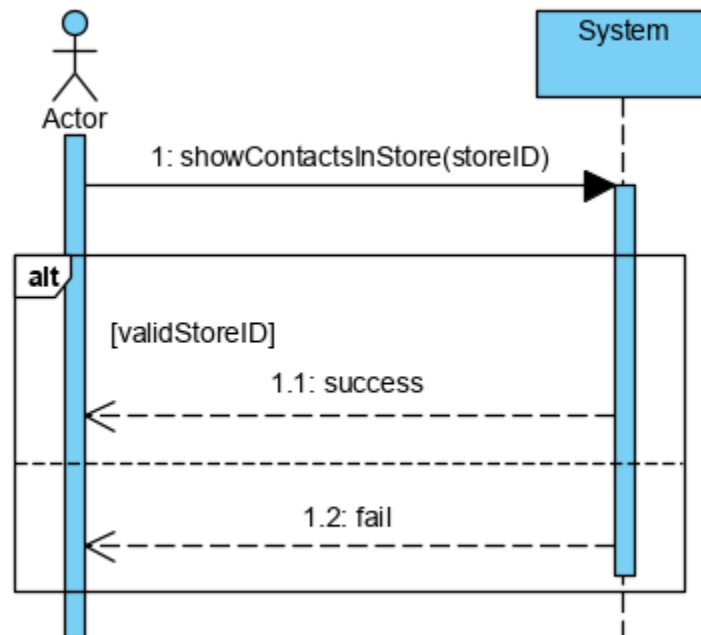 System
Actor
1: showContactsInStore(storeID)
alt
[validStoreID]
1.1: success
1.2: fail